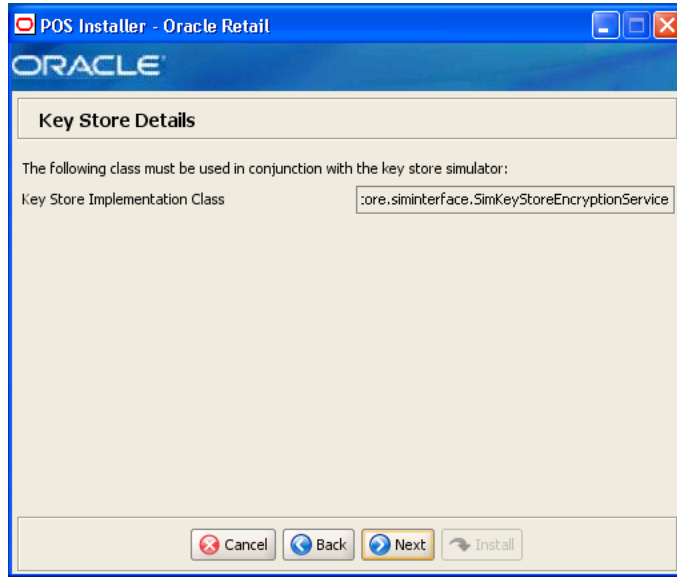 POS Installer - Oracle Retail
ORACLE
Key Store Details
The following class must be used in conjunction with the key store simulator:
Key Store Implementation Class :ore.siminterface.SimKeyStoreEncryptionService
Cancel Back Next Install